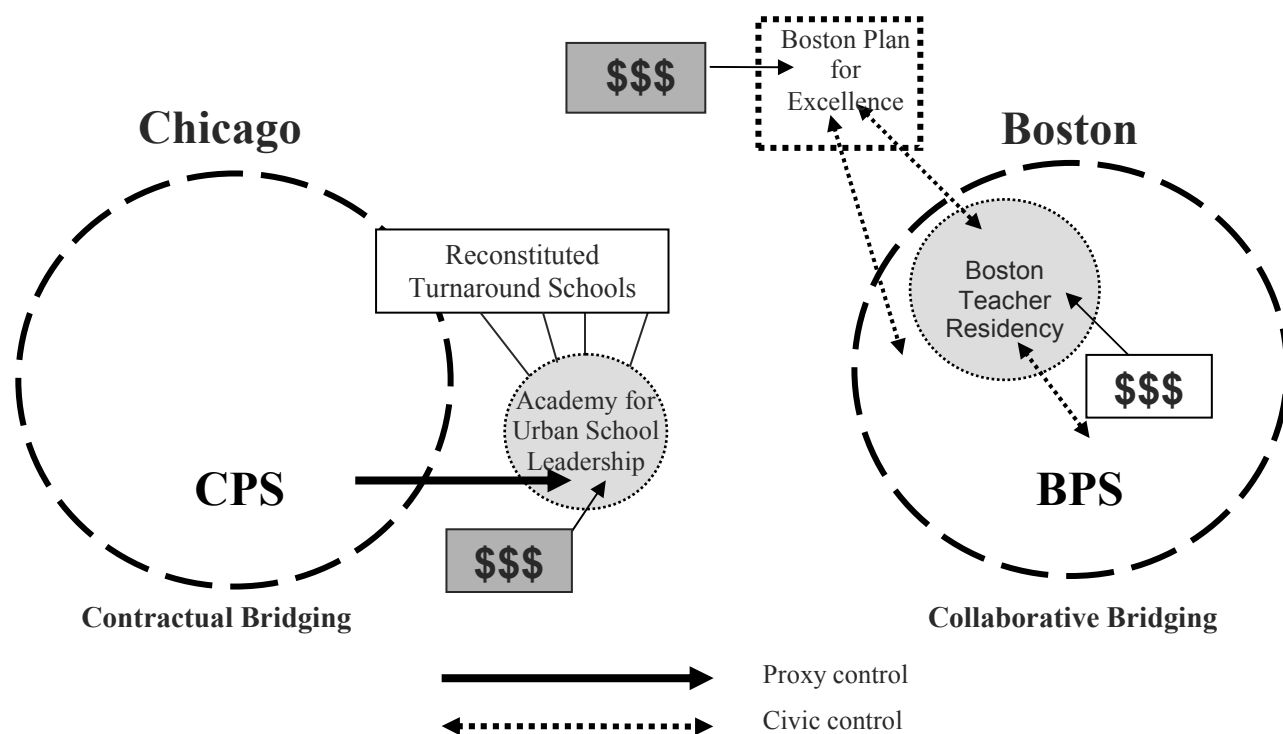 $$$
Boston Plan
for
Excellence
Chicago
Boston
Reconstituted
Turnaround Schools
Boston
Teacher
Residency
Academy for
Urban School
Leadership
$$$
CPS
BPS
$$$
Contractual Bridging
Collaborative Bridging
Proxy control
Civic control